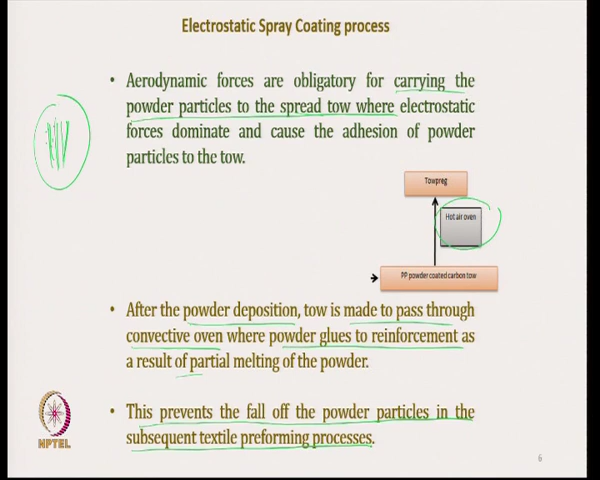 Electrostatic Spray Coating process
• Aerodynamic forces are obligatory for carrying the
powder particles to the spread tow where electrostatic
forces dominate and cause the adhesion of powder
particles to the tow.
Towpreg
Hot air oven
PP powder coated carbon tow
• After the powder deposition, tow is made to pass through
convective oven where powder glues to reinforcement as
a result of partial melting of the powder.
• This prevents the fall off the powder particles in the
subsequent textile preforming processes.
NPTEL
6